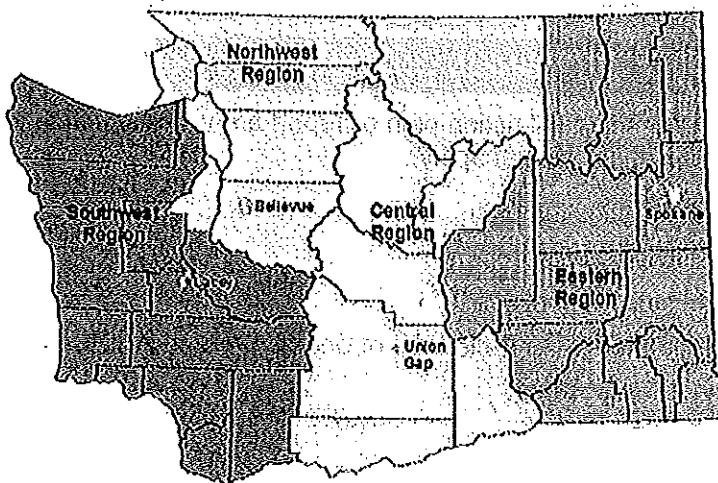 Northwest
Region
Southwest
Region
Bellevue
Central
Region
Spokane
Lacey
Eastern
Region
Union
Gap